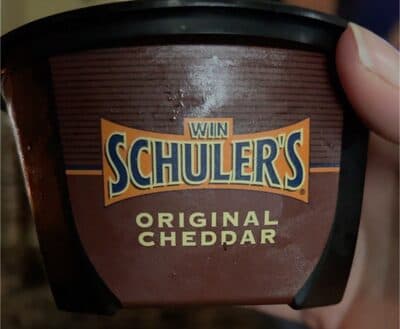 WIN
SCHULER'S
ORIGINAL
CHEDDAR